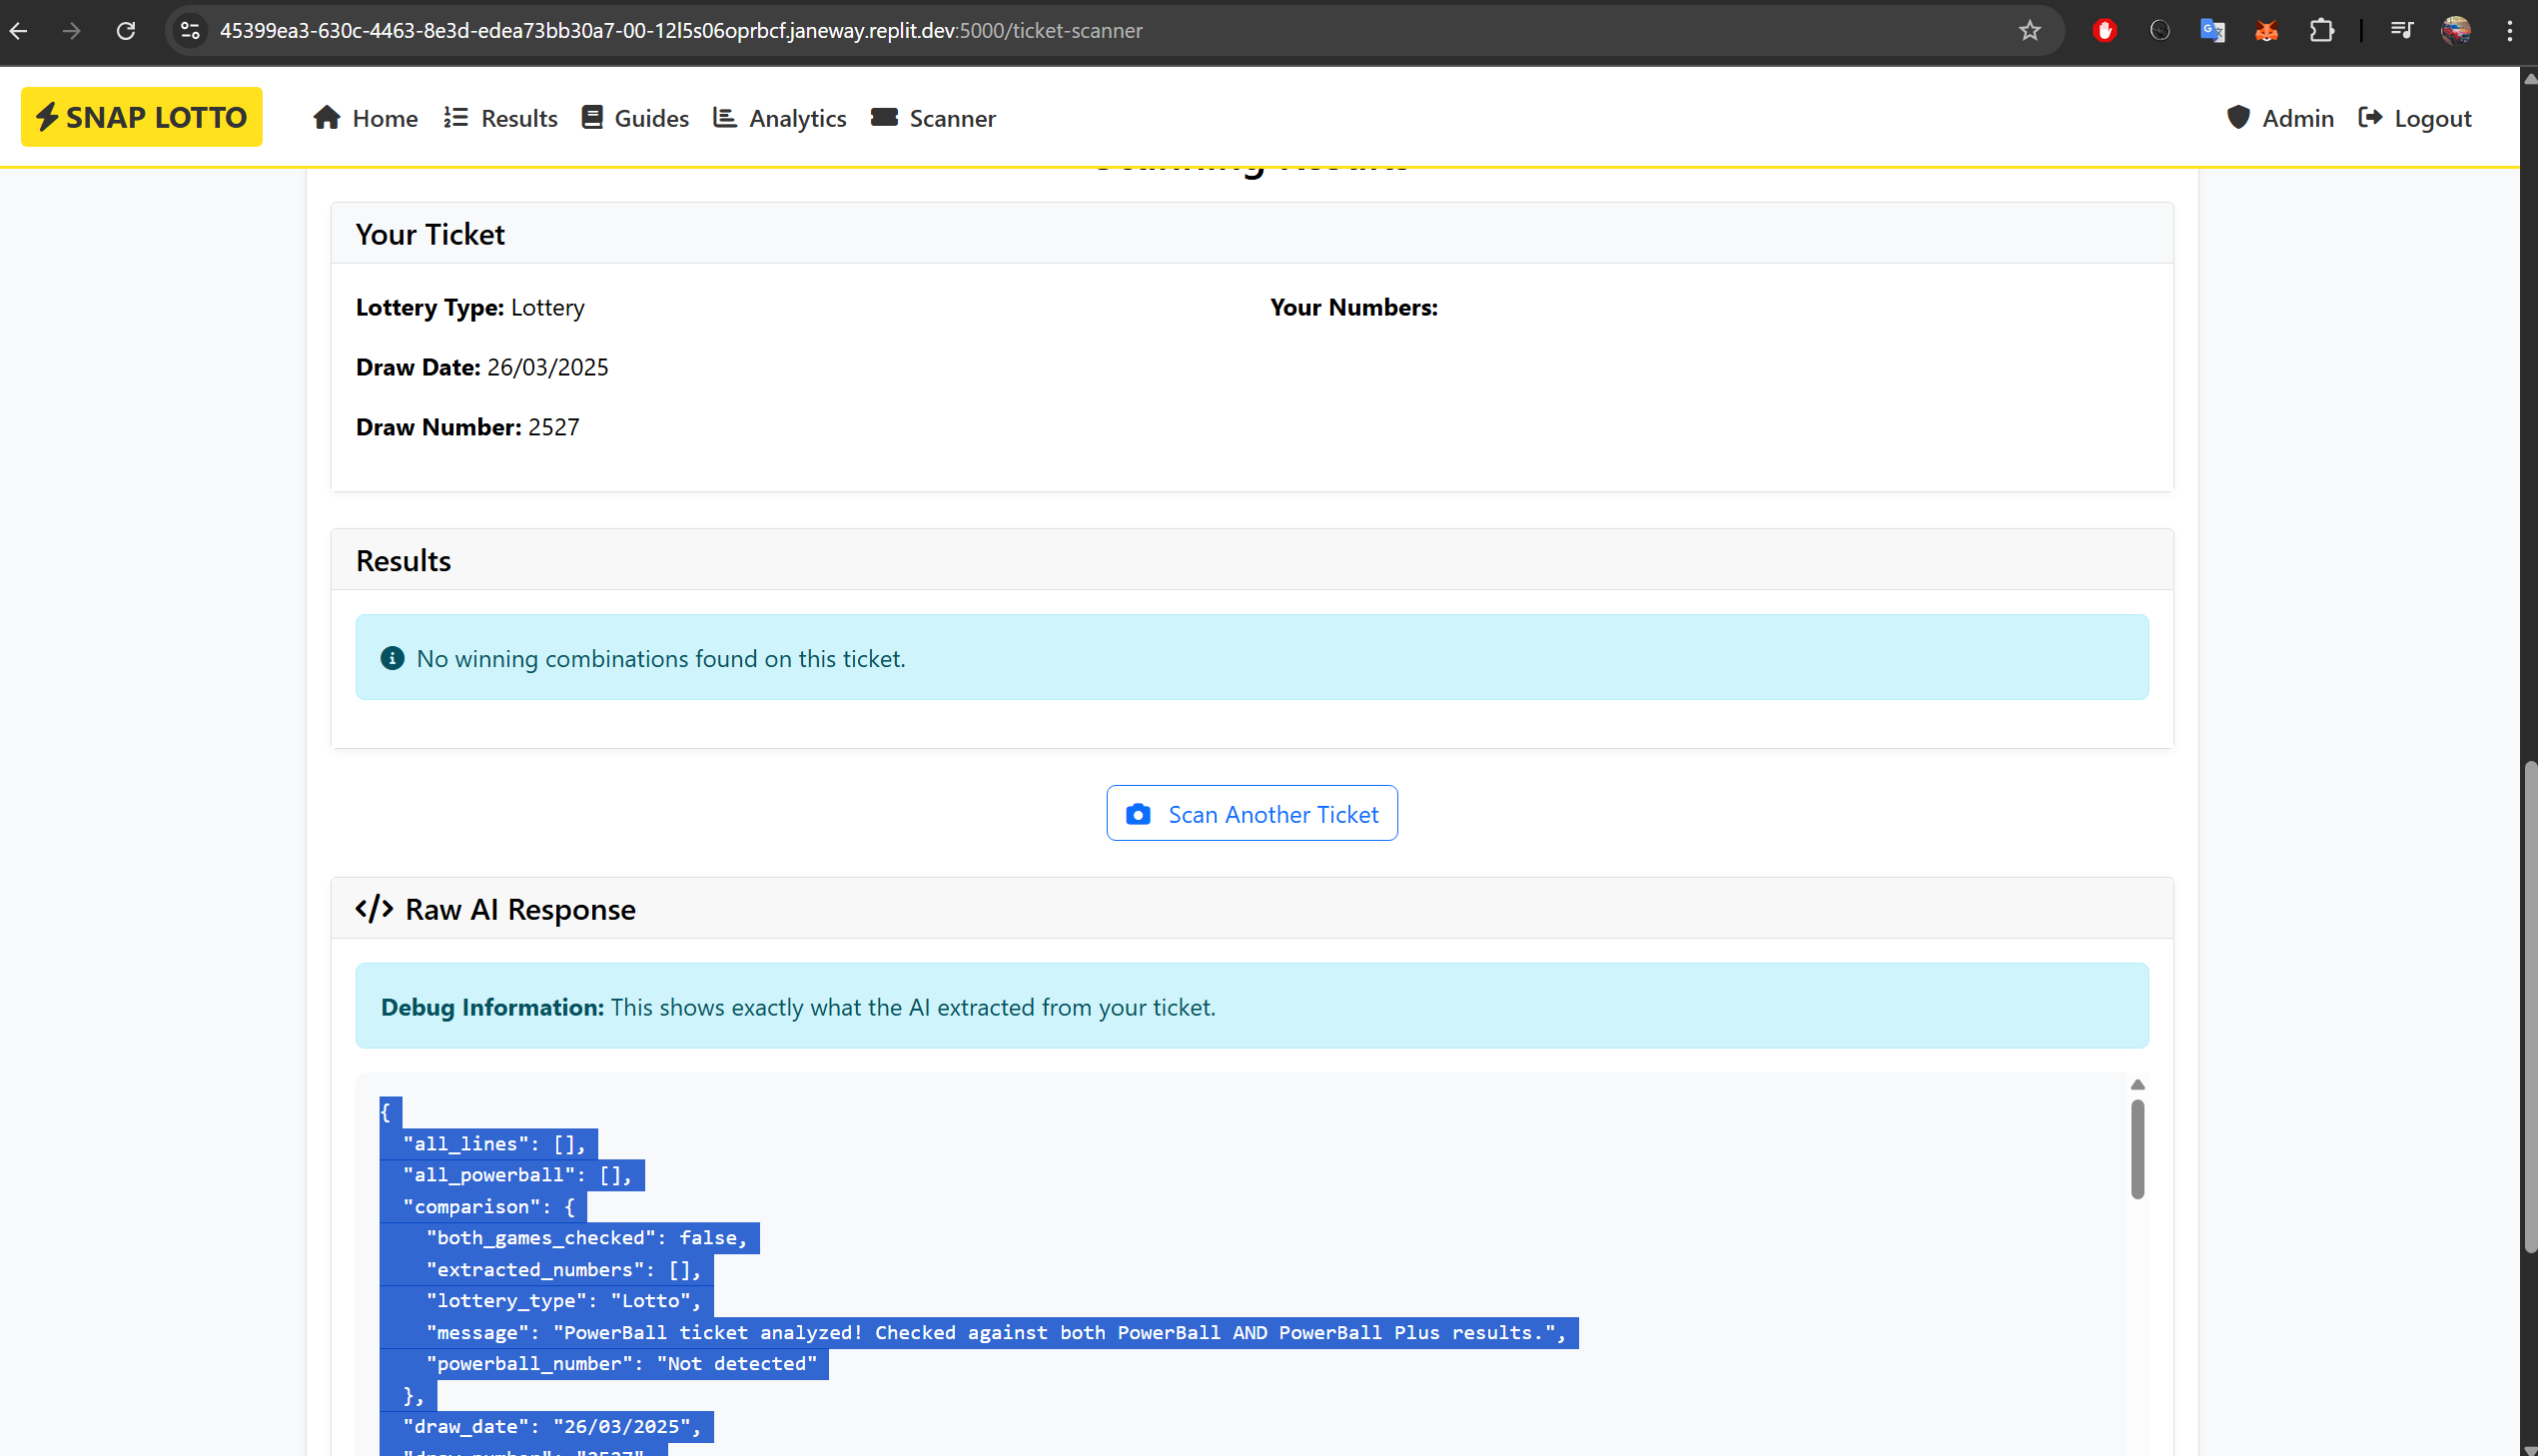 45399ea3-630c-4463-8e3d-edea73bb30a7-00-12l5s06oprbcf.janeway.replit.dev:5000/ticket-scanner
SNAP LOTTO
Home
Results
Guides
Analytics
Scanner
Admin
Logout
Scanning Results
Your Ticket
Lottery Type: Lottery
Your Numbers:
Draw Date: 26/03/2025
Draw Number: 2527
Results
No winning combinations found on this ticket.
Scan Another Ticket
</> Raw AI Response
Debug Information: This shows exactly what the AI extracted from your ticket.
{
"all_lines": [],
"all_powerball": [],
"comparison": {
"both_games_checked": false,
"extracted_numbers": [],
"lottery_type": "Lotto",
"message": "PowerBall ticket analyzed! Checked against both PowerBall AND PowerBall Plus results.",
"powerball_number": "Not detected"
},
"draw_date": "26/03/2025",
"draw_number": "2527",